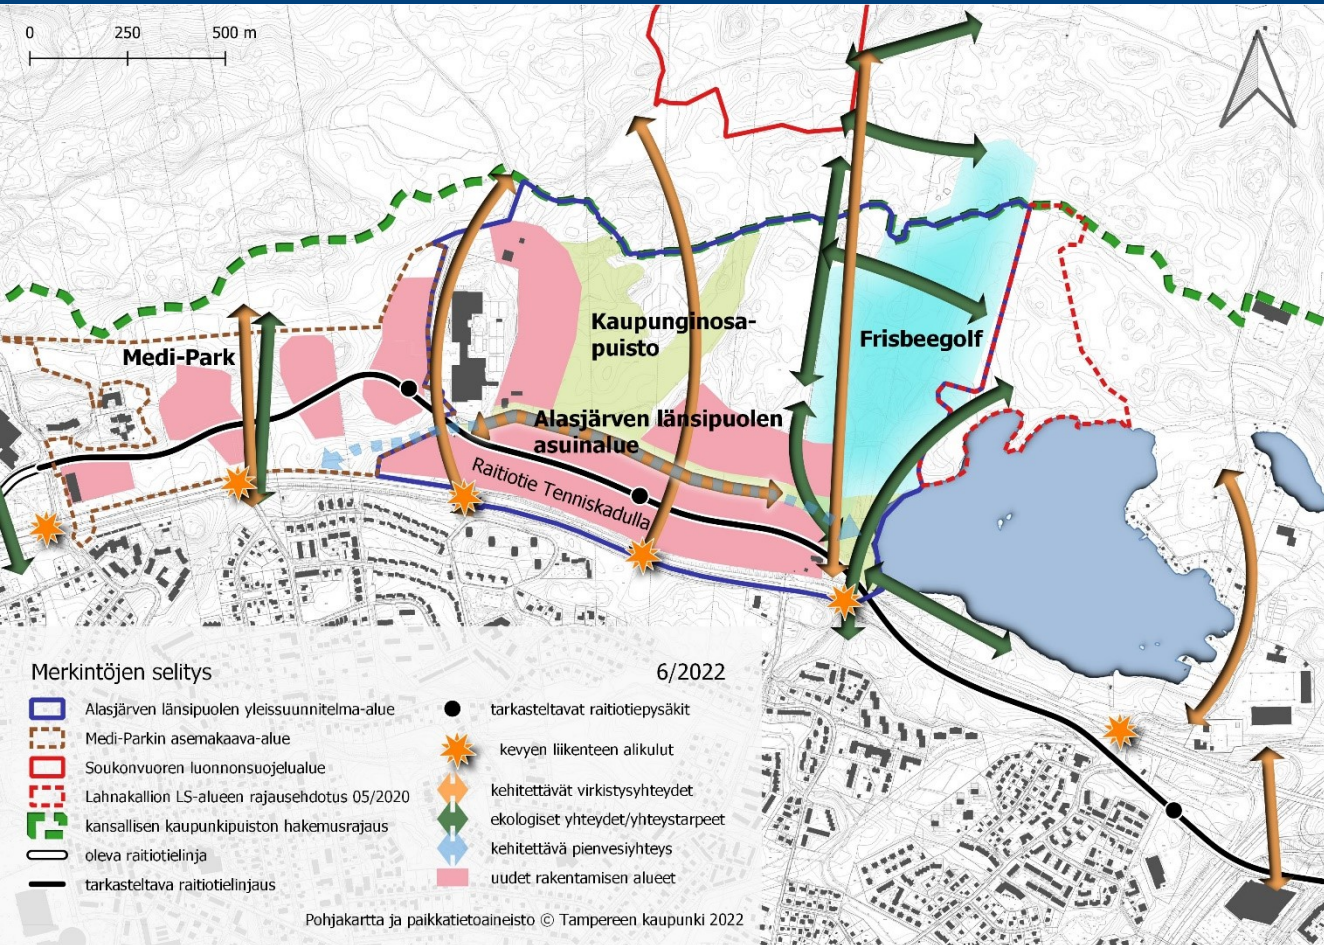 0 250 500 m
Medi-Park
Kaupunginosa-
puisto
Frisbeegolf
Alasjärven länsipuolen
asuinalue
Raitiotie Tenniskadulla
Merkintöjen selitys
6/2022
Alasjärven länsipuolen yleissuunnitelma-alue
Medi-Parkin asemakaava-alue
Soukonvuoren luonnonsuojelualue
Lahnakallion LS-alueen rajausehdotus 05/2020
kansallisen kaupunkipuiston hakemusrajaus
oleva raitiotielinja
tarkasteltava raitiotielinjaus
tarkasteltavat raitiotiepysäkit
kevyen liikenteen alikulut
kehitettävät virkistysyhteydet
ekologiset yhteydet/yhteystarpeet
kehitettävä pienvesiyhteys
uudet rakentamisen alueet
Pohjakartta ja paikkatietoaineisto © Tampereen kaupunki 2022